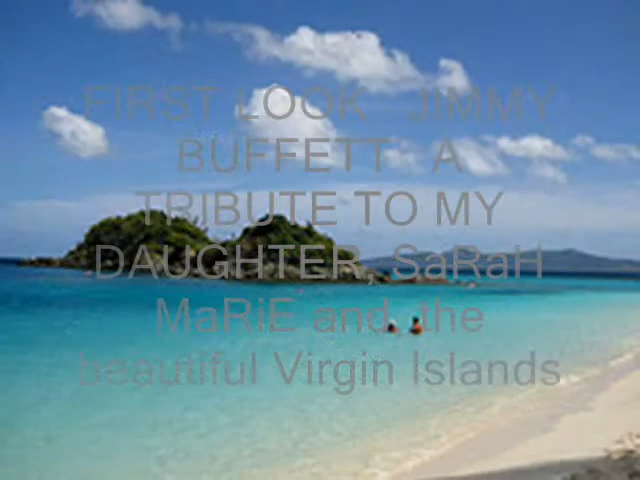 FIRST LOOK JIMMY
BUFFETT A
TRIBUTE TO MY
DAUGHTER, SaRaH
MaRiE and the
beautiful Virgin Islands